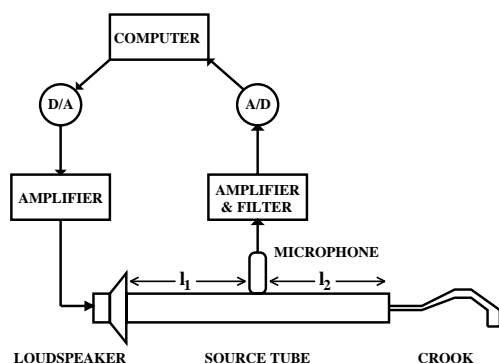 COMPUTER
D/A
A/D
AMPLIFIER
AMPLIFIER
& FILTER
MICROPHONE
l1
l2
LOUDSPEAKER
SOURCE TUBE
CROOK